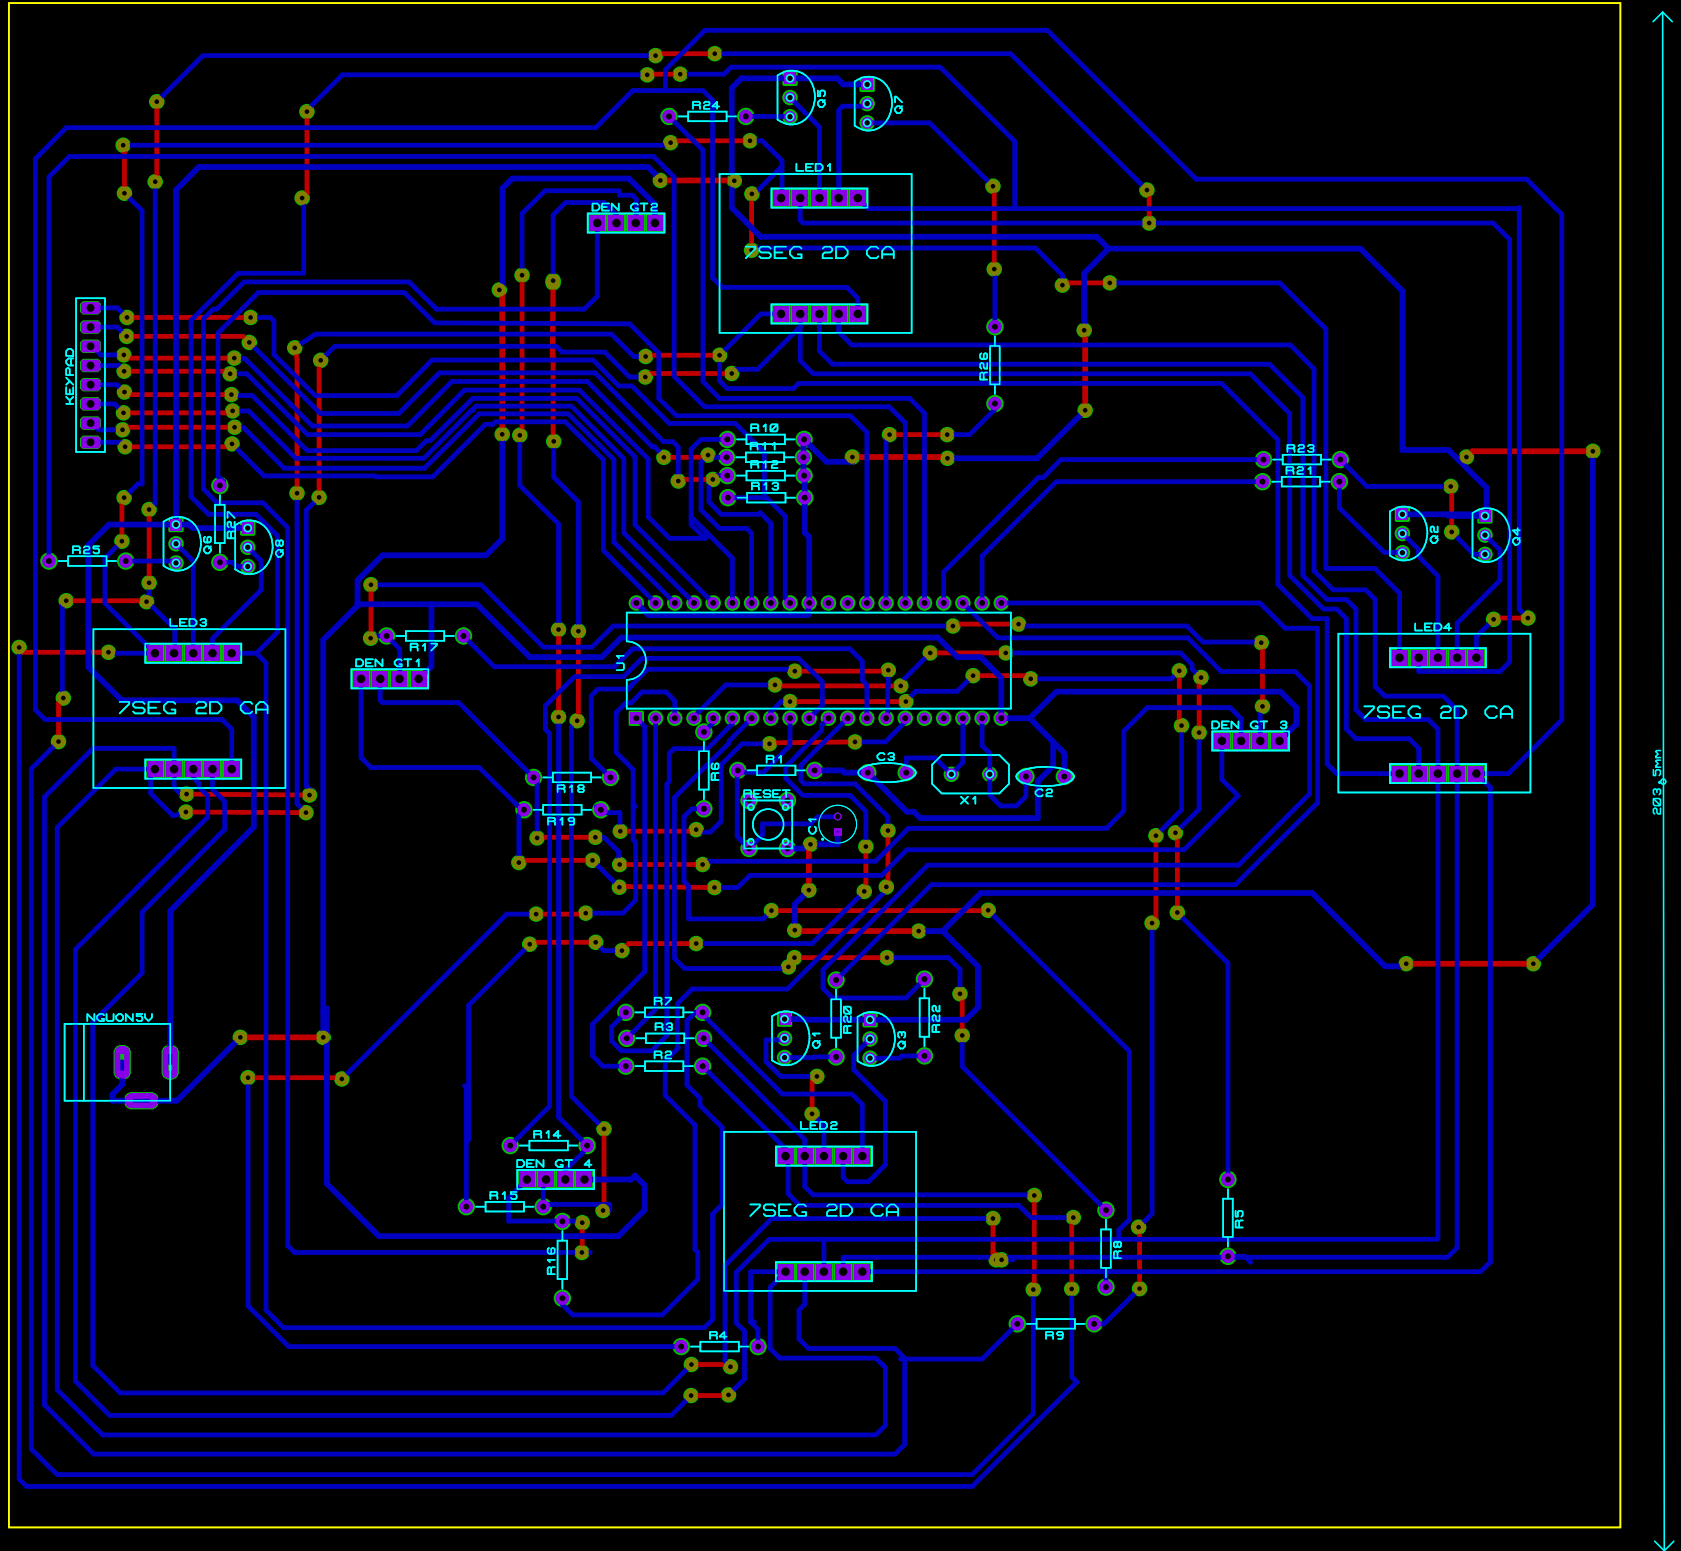 Q5
Q7
R24
LED1
DEN GT2
7SEG 2D CA
KEYPAD
R26
R10
R11
R12
R13
R23
R21
R27
Q6
Q8
R25
Q2
Q4
LED3
LED4
R17
U1
DEN GT1
7SEG 2D CA
7SEG 2D CA
DEN GT 3
R6
R1
C3
X1
C2
R18
RESET
R19
C1
203.5MM
NGUON5V
R7
R3
R2
Q1
R20
Q3
R22
LED2
R14
DEN GT 4
R15
7SEG 2D CA
R16
R8
R5
R9
R4